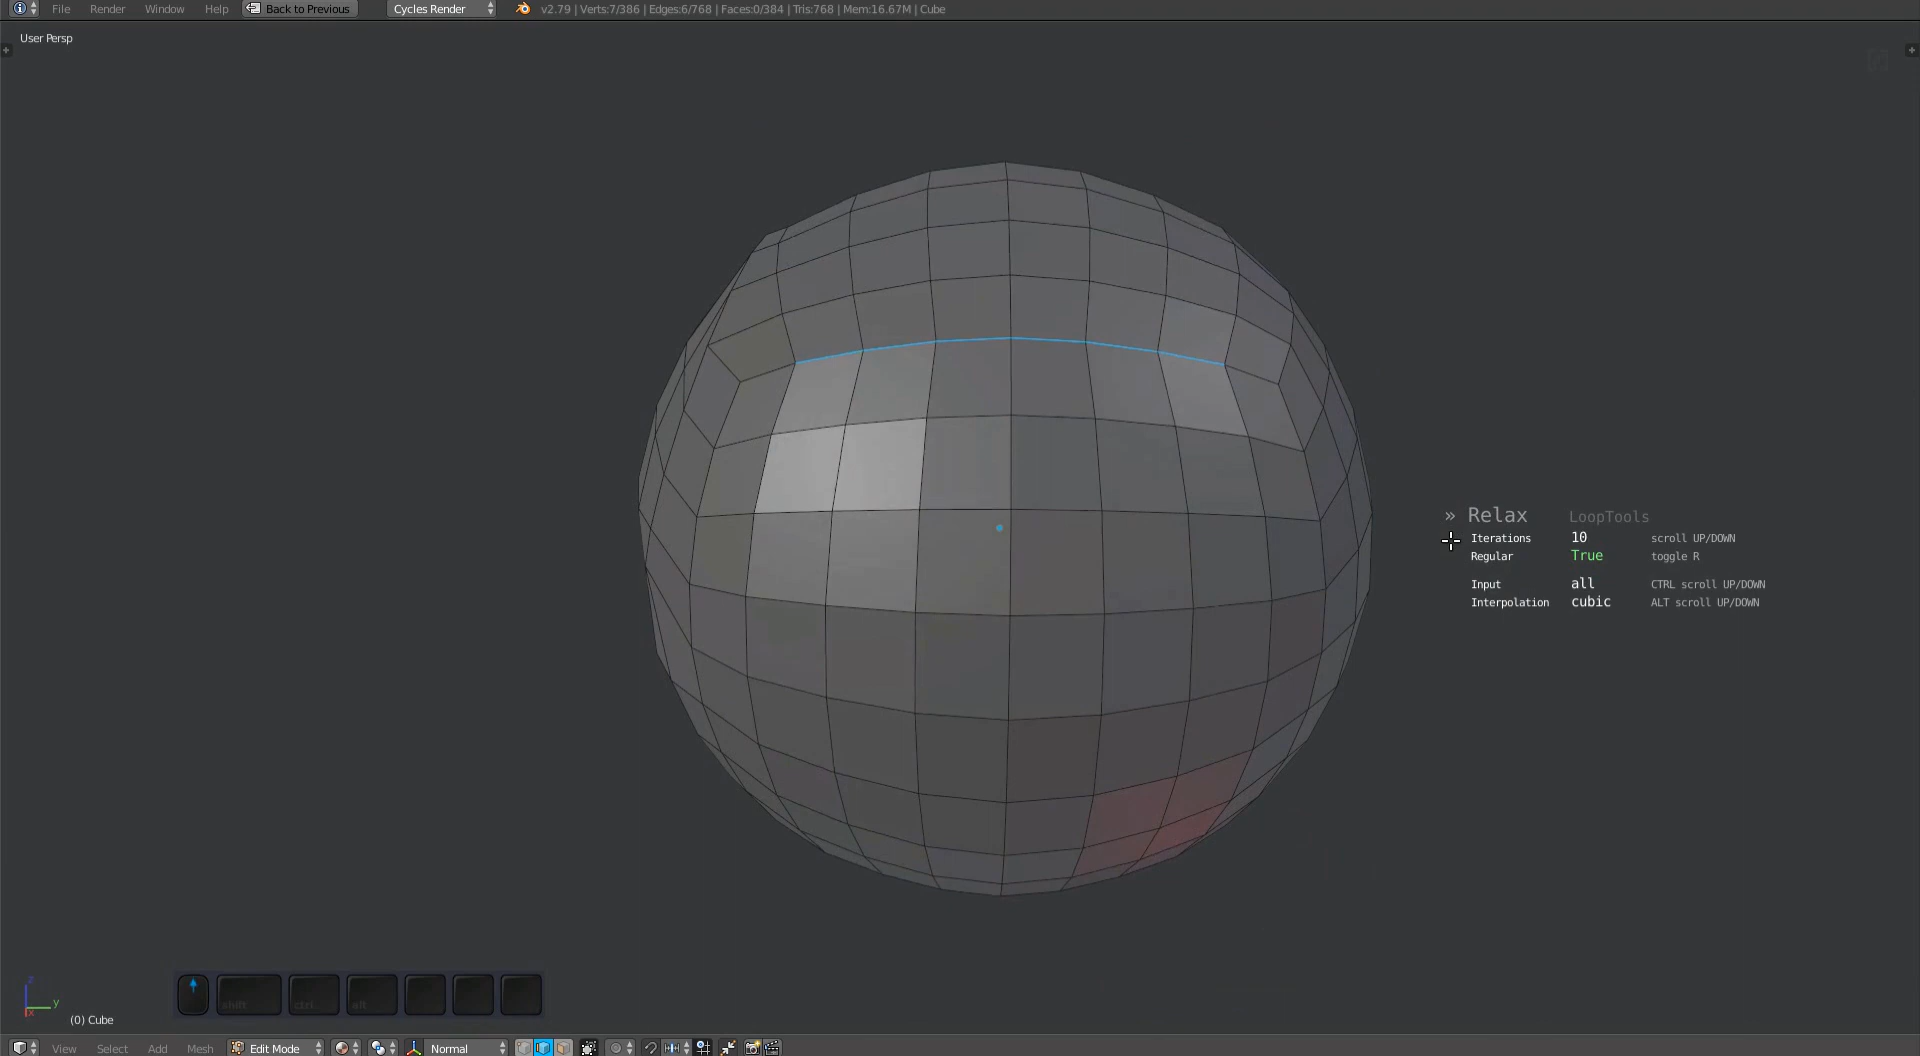 File Render Window Help Back to Previous Cycles Render v2.79 | Verts:7/386 | Edges:6/768 | Faces:0/384 | Tris:768 | Mem:16.67M | Cube
User Persp
» Relax LoopTools
Iterations 10 scroll UP/DOWN
Regular True toggle R
Input all CTRL scroll UP/DOWN
Interpolation cubic ALT scroll UP/DOWN
z
y
x
shift ctrl alt
(0) Cube
View Select Add Mesh Edit Mode Normal